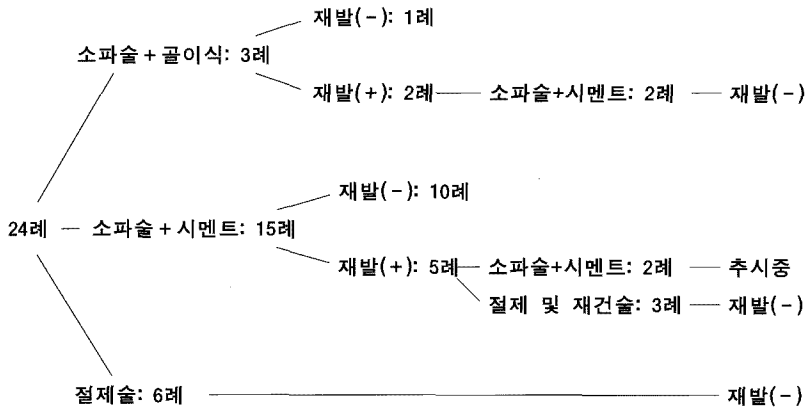 재발(-): 1례
소파술+골이식: 3례
재발(+): 2례 소파술+시멘트: 2례 재발(-)
재발(-): 10례
24례 소파술+시멘트: 15례
재발(+): 5례 소파술+시멘트: 2례 추시중
절제 및 재건술: 3례 재발(-)
절제술: 6례 재발(-)